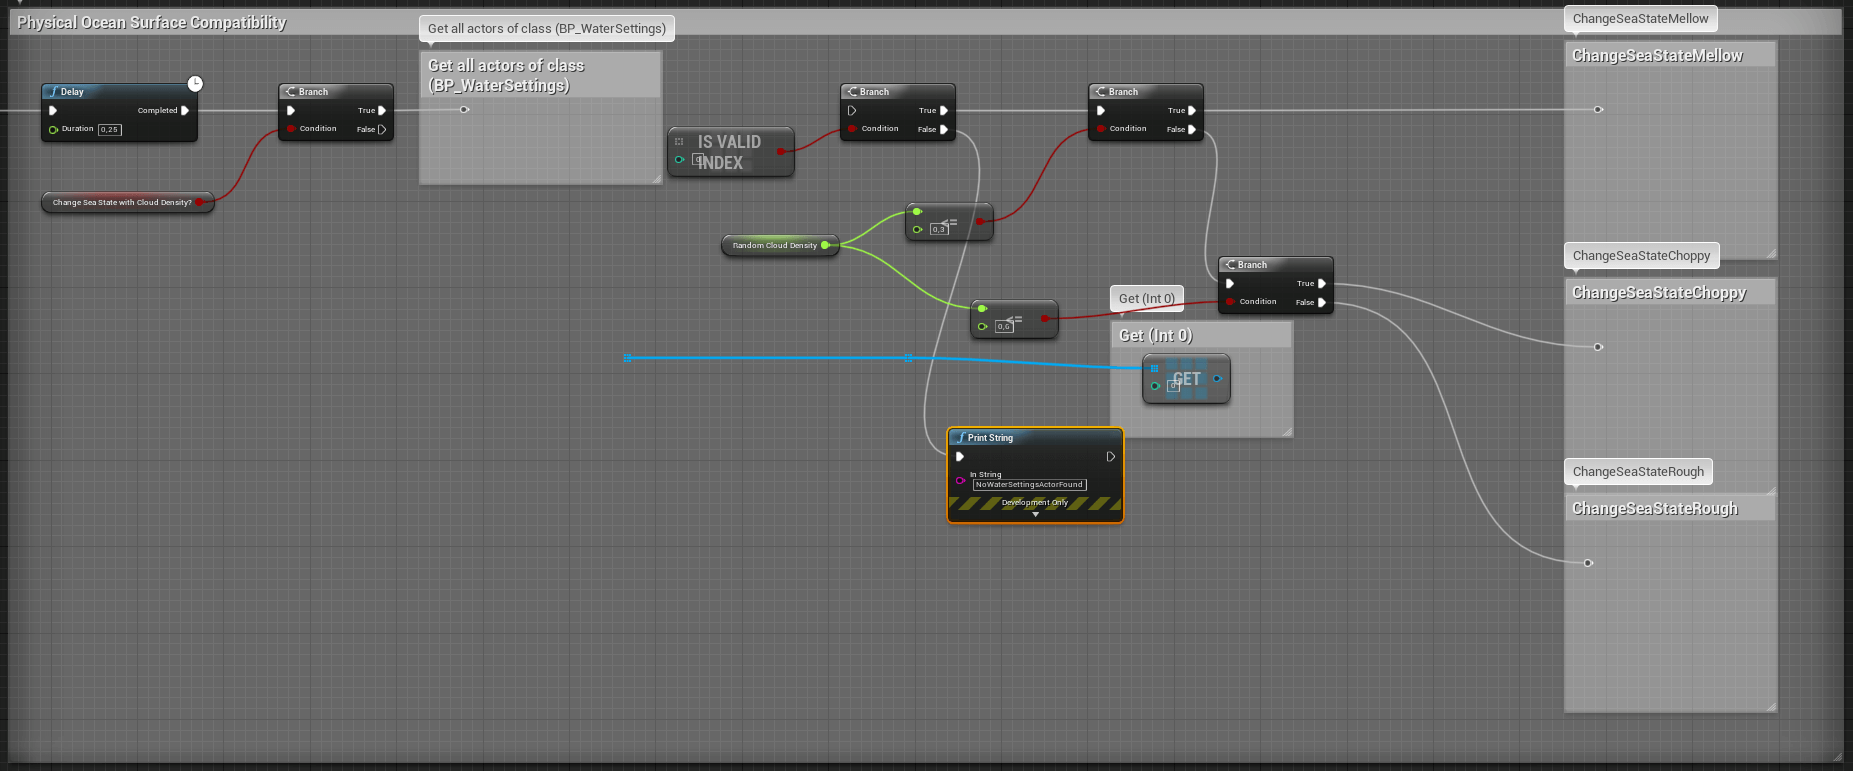 Physical Ocean Surface Compatibility
Get all actors of class (BP_WaterSettings)
ChangeSeaStateMellow
Get all actors of class
(BP_WaterSettings)
ChangeSeaStateMellow
Delay
Completed
Duration 0,25
Branch
True
Condition False
Change Sea State with Cloud Density?
IS VALID
INDEX
0
Branch
True
False
Condition
Branch
True
False
Condition
<=
0,3
Random Cloud Density
<=
0,6
Get (Int 0)
Get (Int 0)
GET
0
Branch
True
Condition False
ChangeSeaStateChoppy
ChangeSeaStateChoppy
Print String
In String
NoWaterSettingsActorFound
Development Only
ChangeSeaStateRough
ChangeSeaStateRough